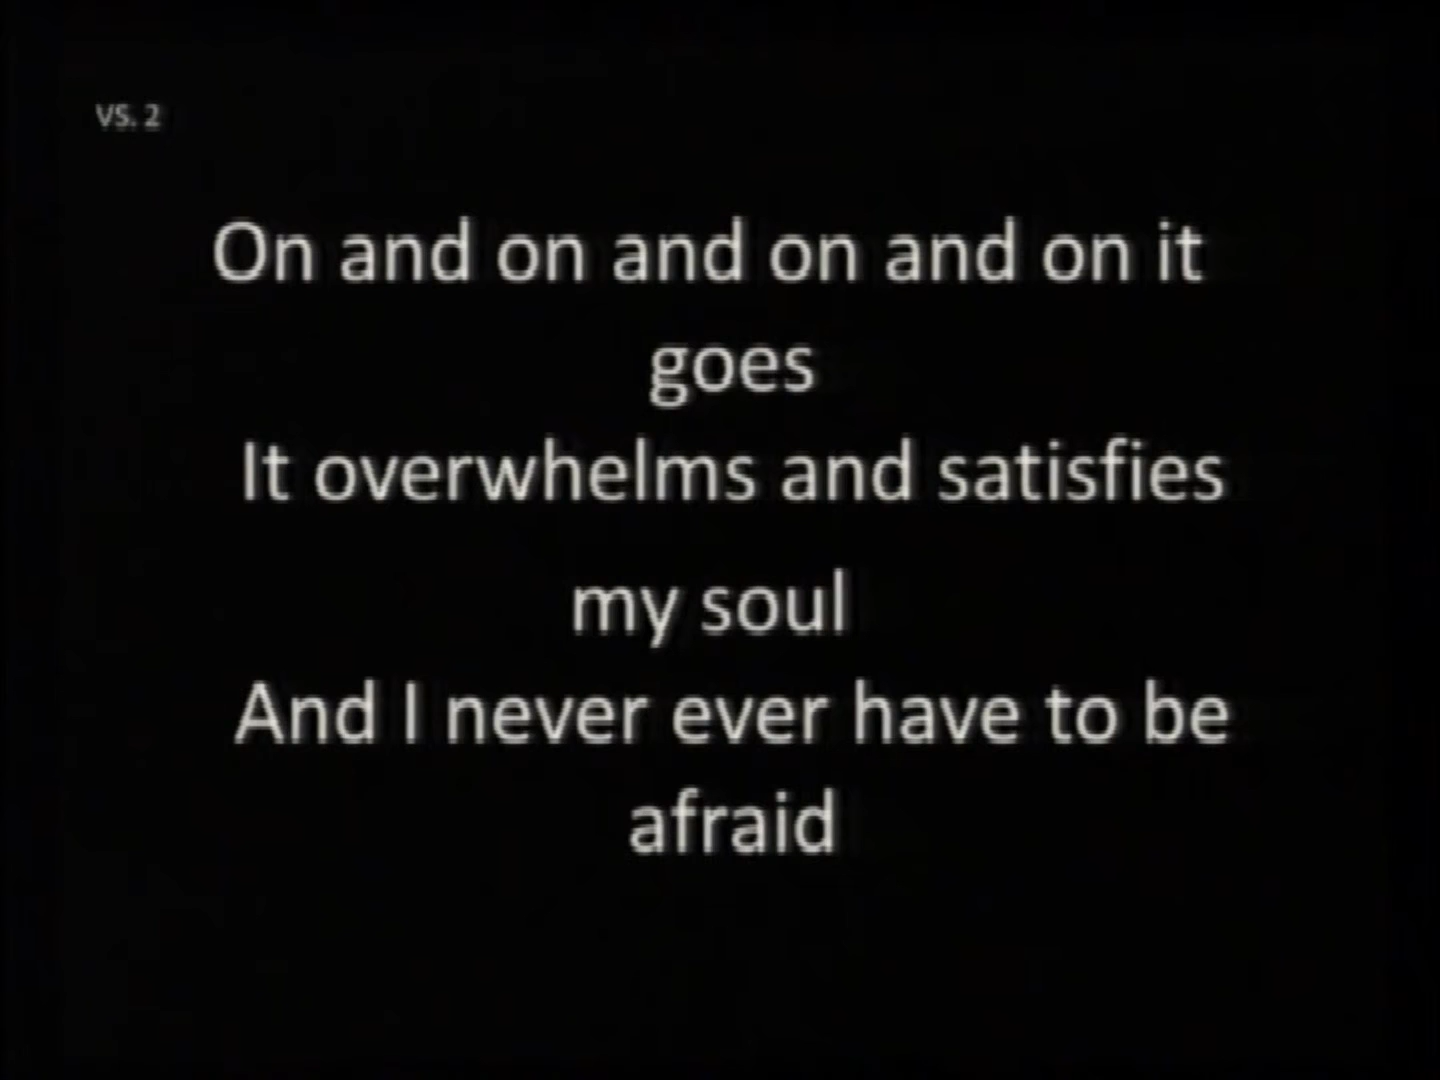 VS. 2
On and on and on and on it
goes
It overwhelms and satisfies
my soul
And I never ever have to be
afraid